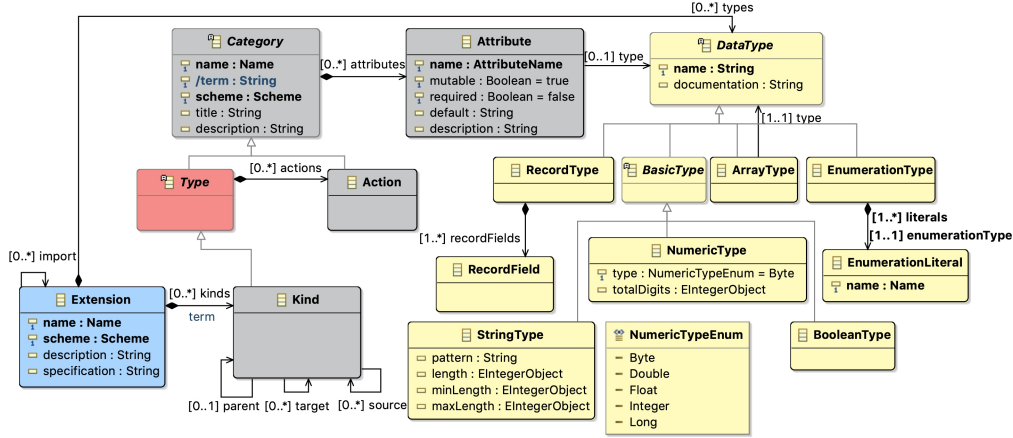 [0..*] types
Category
name : Name
/term : String
scheme : Scheme
title : String
description : String
[0..*] attributes
Attribute
name : AttributeName
mutable : Boolean = true
required : Boolean = false
default : String
description : String
[0..1] type
DataType
name : String
documentation : String
[1..1] type
Type
[0..*] actions
Action
RecordType
BasicType
ArrayType
EnumerationType
[1..*] recordFields
[1..*] literals
[1..1] enumerationType
RecordField
NumericType
type : NumericTypeEnum = Byte
totalDigits : EIntegerObject
EnumerationLiteral
name : Name
[0..*] import
Extension
name : Name
scheme : Scheme
description : String
specification : String
[0..*] kinds
term
Kind
[0..1] parent
[0..*] target
[0..*] source
StringType
pattern : String
length : EIntegerObject
minLength : EIntegerObject
maxLength : EIntegerObject
NumericTypeEnum
Byte
Double
Float
Integer
Long
BooleanType